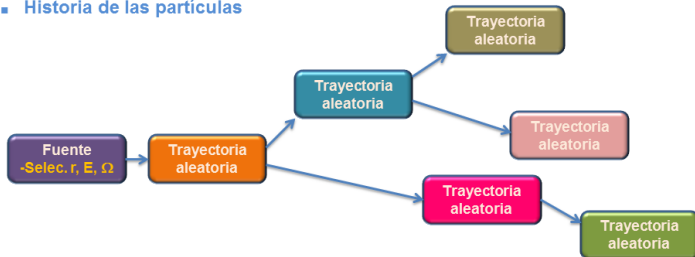 Historia de las partículas
Trayectoria
aleatoria
Trayectoria
aleatoria
Trayectoria
aleatoria
Fuente
-Selec. r, E, Ω
Trayectoria
aleatoria
Trayectoria
aleatoria
Trayectoria
aleatoria